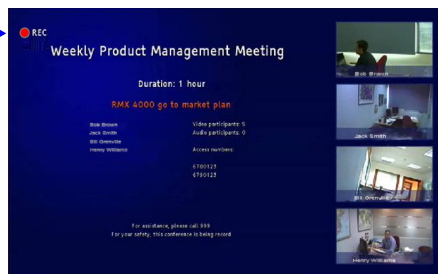 REC
Weekly Product Management Meeting
Duration: 1 hour
RMX 4000 go to market plan
Bob Brown
Jack Smith
Bill Grenville
Henry Williams
Video participants: 5
Audio participants: 0
Access numbers:
6780123
6790123
For assistance, please call 999
For your safety, this conference is being record
Bob Brown
Jack Smith
Bill Grenville
Henry Williams